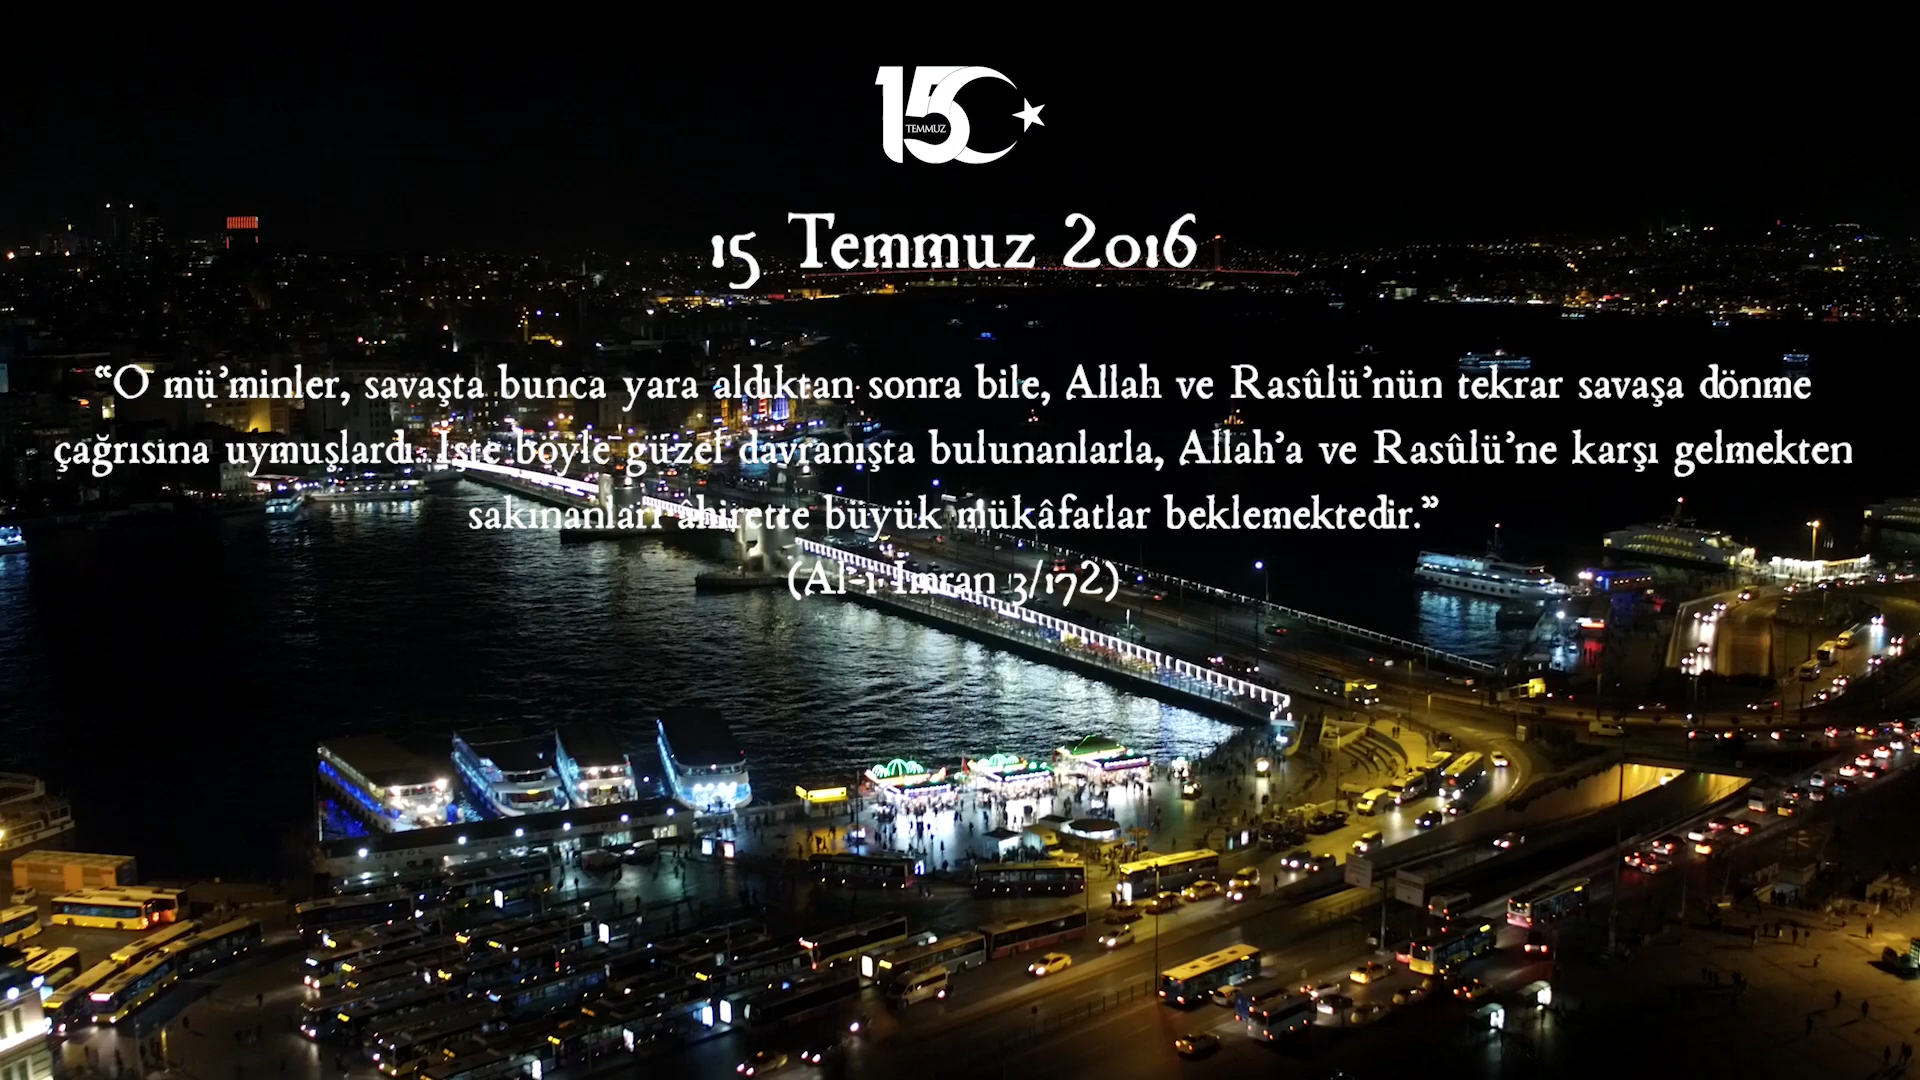 15
TEMMUZ
15 Temmuz 2016
“O mü’minler, savaşta bunca yara aldıktan sonra bile, Allah ve Rasûlü’nün tekrar savaşa dönme
çağrısına uymuşlardı. İşte böyle güzel davranışta bulunanlarla, Allah’a ve Rasûlü’ne karşı gelmekten
sakınanları âhirette büyük mükâfatlar beklemektedir.”
(Al-i İmran 3/172)